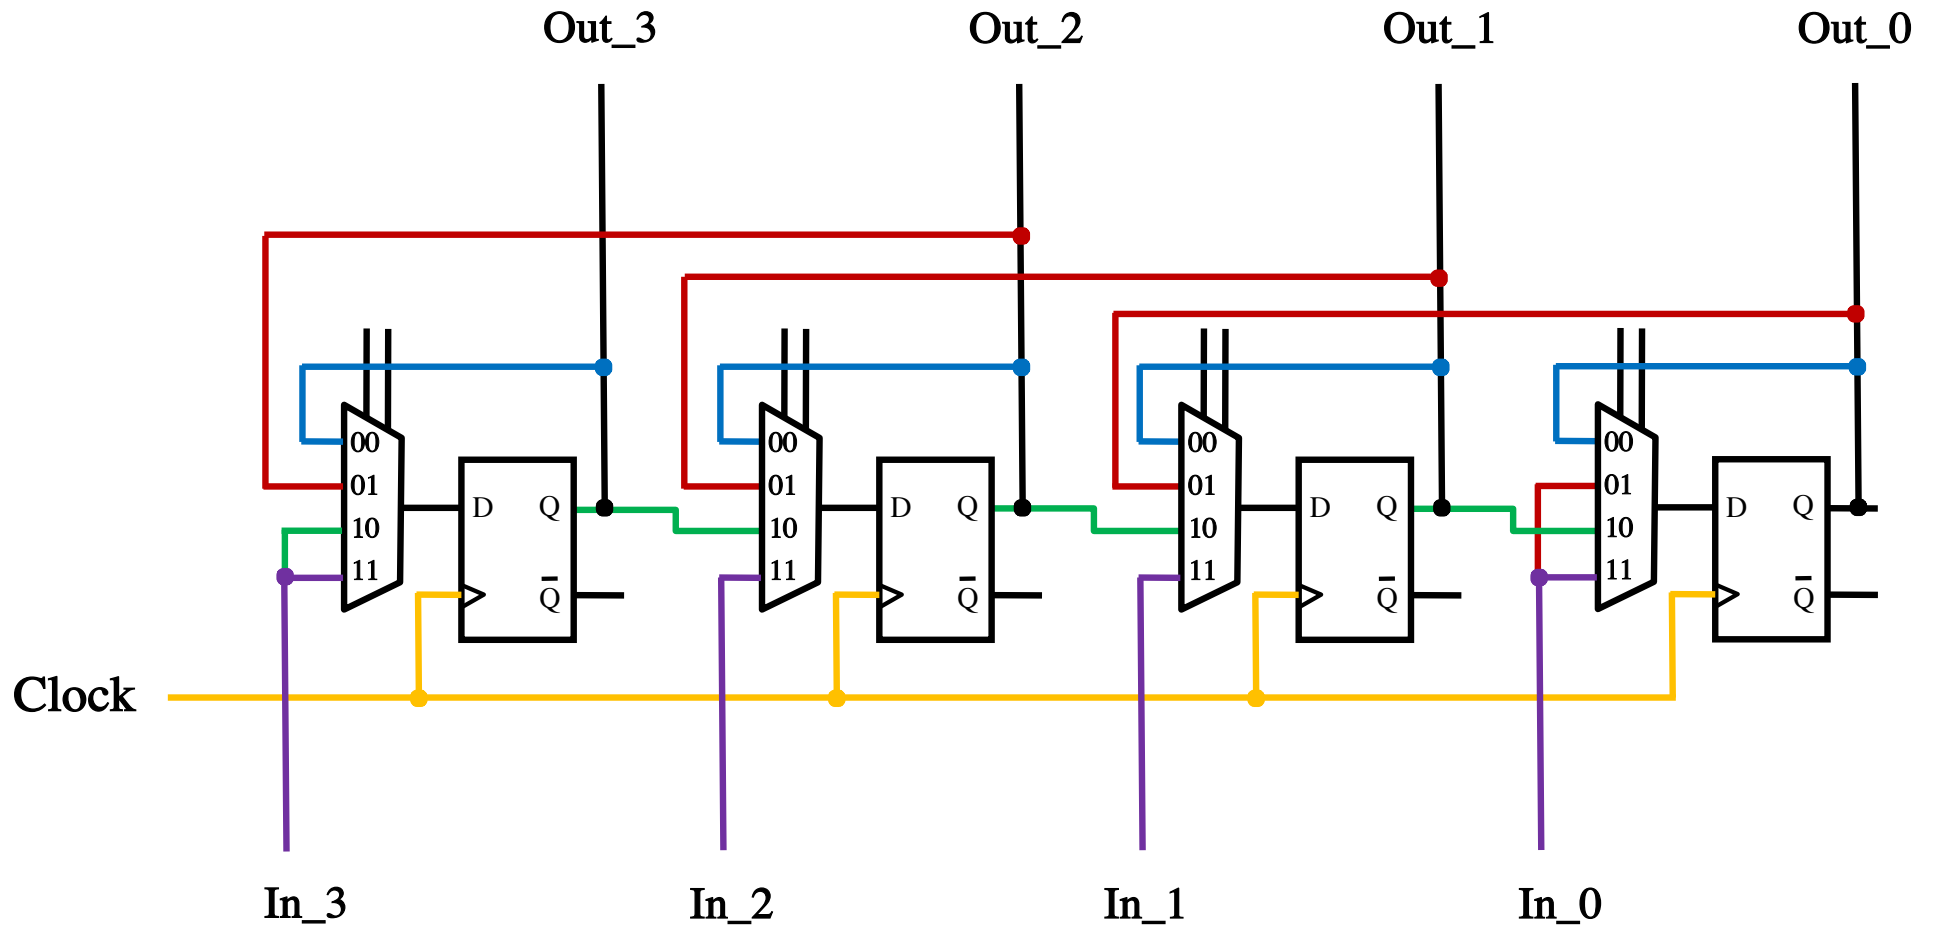 Out_3 Out_2 Out_1 Out_0
00 00 00 00
01 01 01 01
D Q D Q D Q D Q
10 10 10 10
11 11 11 11
Q̅ Q̅ Q̅ Q̅
Clock
In_3 In_2 In_1 In_0